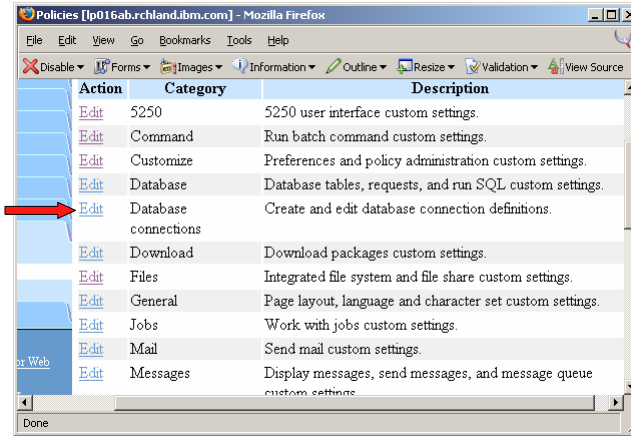 Policies [lp016ab.rchland.ibm.com] - Mozilla Firefox
File Edit View Go Bookmarks Tools Help
Disable Forms Images Information Outline Resize Validation View Source
Action Category Description
Edit 5250 5250 user interface custom settings.
Edit Command Run batch command custom settings.
Edit Customize Preferences and policy administration custom settings.
Edit Database Database tables, requests, and run SQL custom settings.
Edit Database Create and edit database connection definitions.
connections
Edit Download Download packages custom settings.
Edit Files Integrated file system and file share custom settings.
Edit General Page layout, language and character set custom settings.
Edit Jobs Work with jobs custom settings.
Edit Mail Send mail custom settings.
or Web
Edit Messages Display messages, send messages, and message queue
custom settings
Done